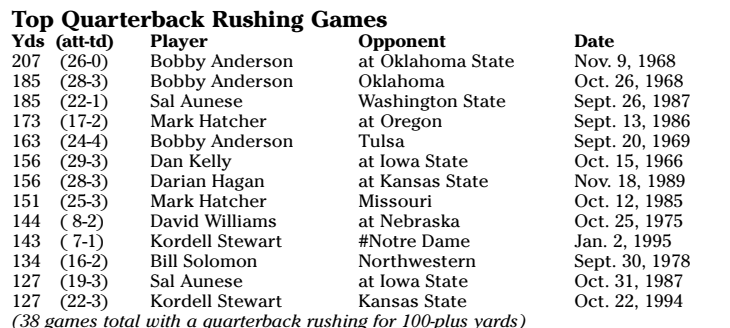 Top Quarterback Rushing Games
Yds (att-td) Player Opponent Date
207 (26-0) Bobby Anderson at Oklahoma State Nov. 9, 1968
185 (28-3) Bobby Anderson Oklahoma Oct. 26, 1968
185 (22-1) Sal Aunese Washington State Sept. 26, 1987
173 (17-2) Mark Hatcher at Oregon Sept. 13, 1986
163 (24-4) Bobby Anderson Tulsa Sept. 20, 1969
156 (29-3) Dan Kelly at Iowa State Oct. 15, 1966
156 (28-3) Darian Hagan at Kansas State Nov. 18, 1989
151 (25-3) Mark Hatcher Missouri Oct. 12, 1985
144 ( 8-2) David Williams at Nebraska Oct. 25, 1975
143 ( 7-1) Kordell Stewart #Notre Dame Jan. 2, 1995
134 (16-2) Bill Solomon Northwestern Sept. 30, 1978
127 (19-3) Sal Aunese at Iowa State Oct. 31, 1987
127 (22-3) Kordell Stewart Kansas State Oct. 22, 1994
(38 games total with a quarterback rushing for 100-plus yards)